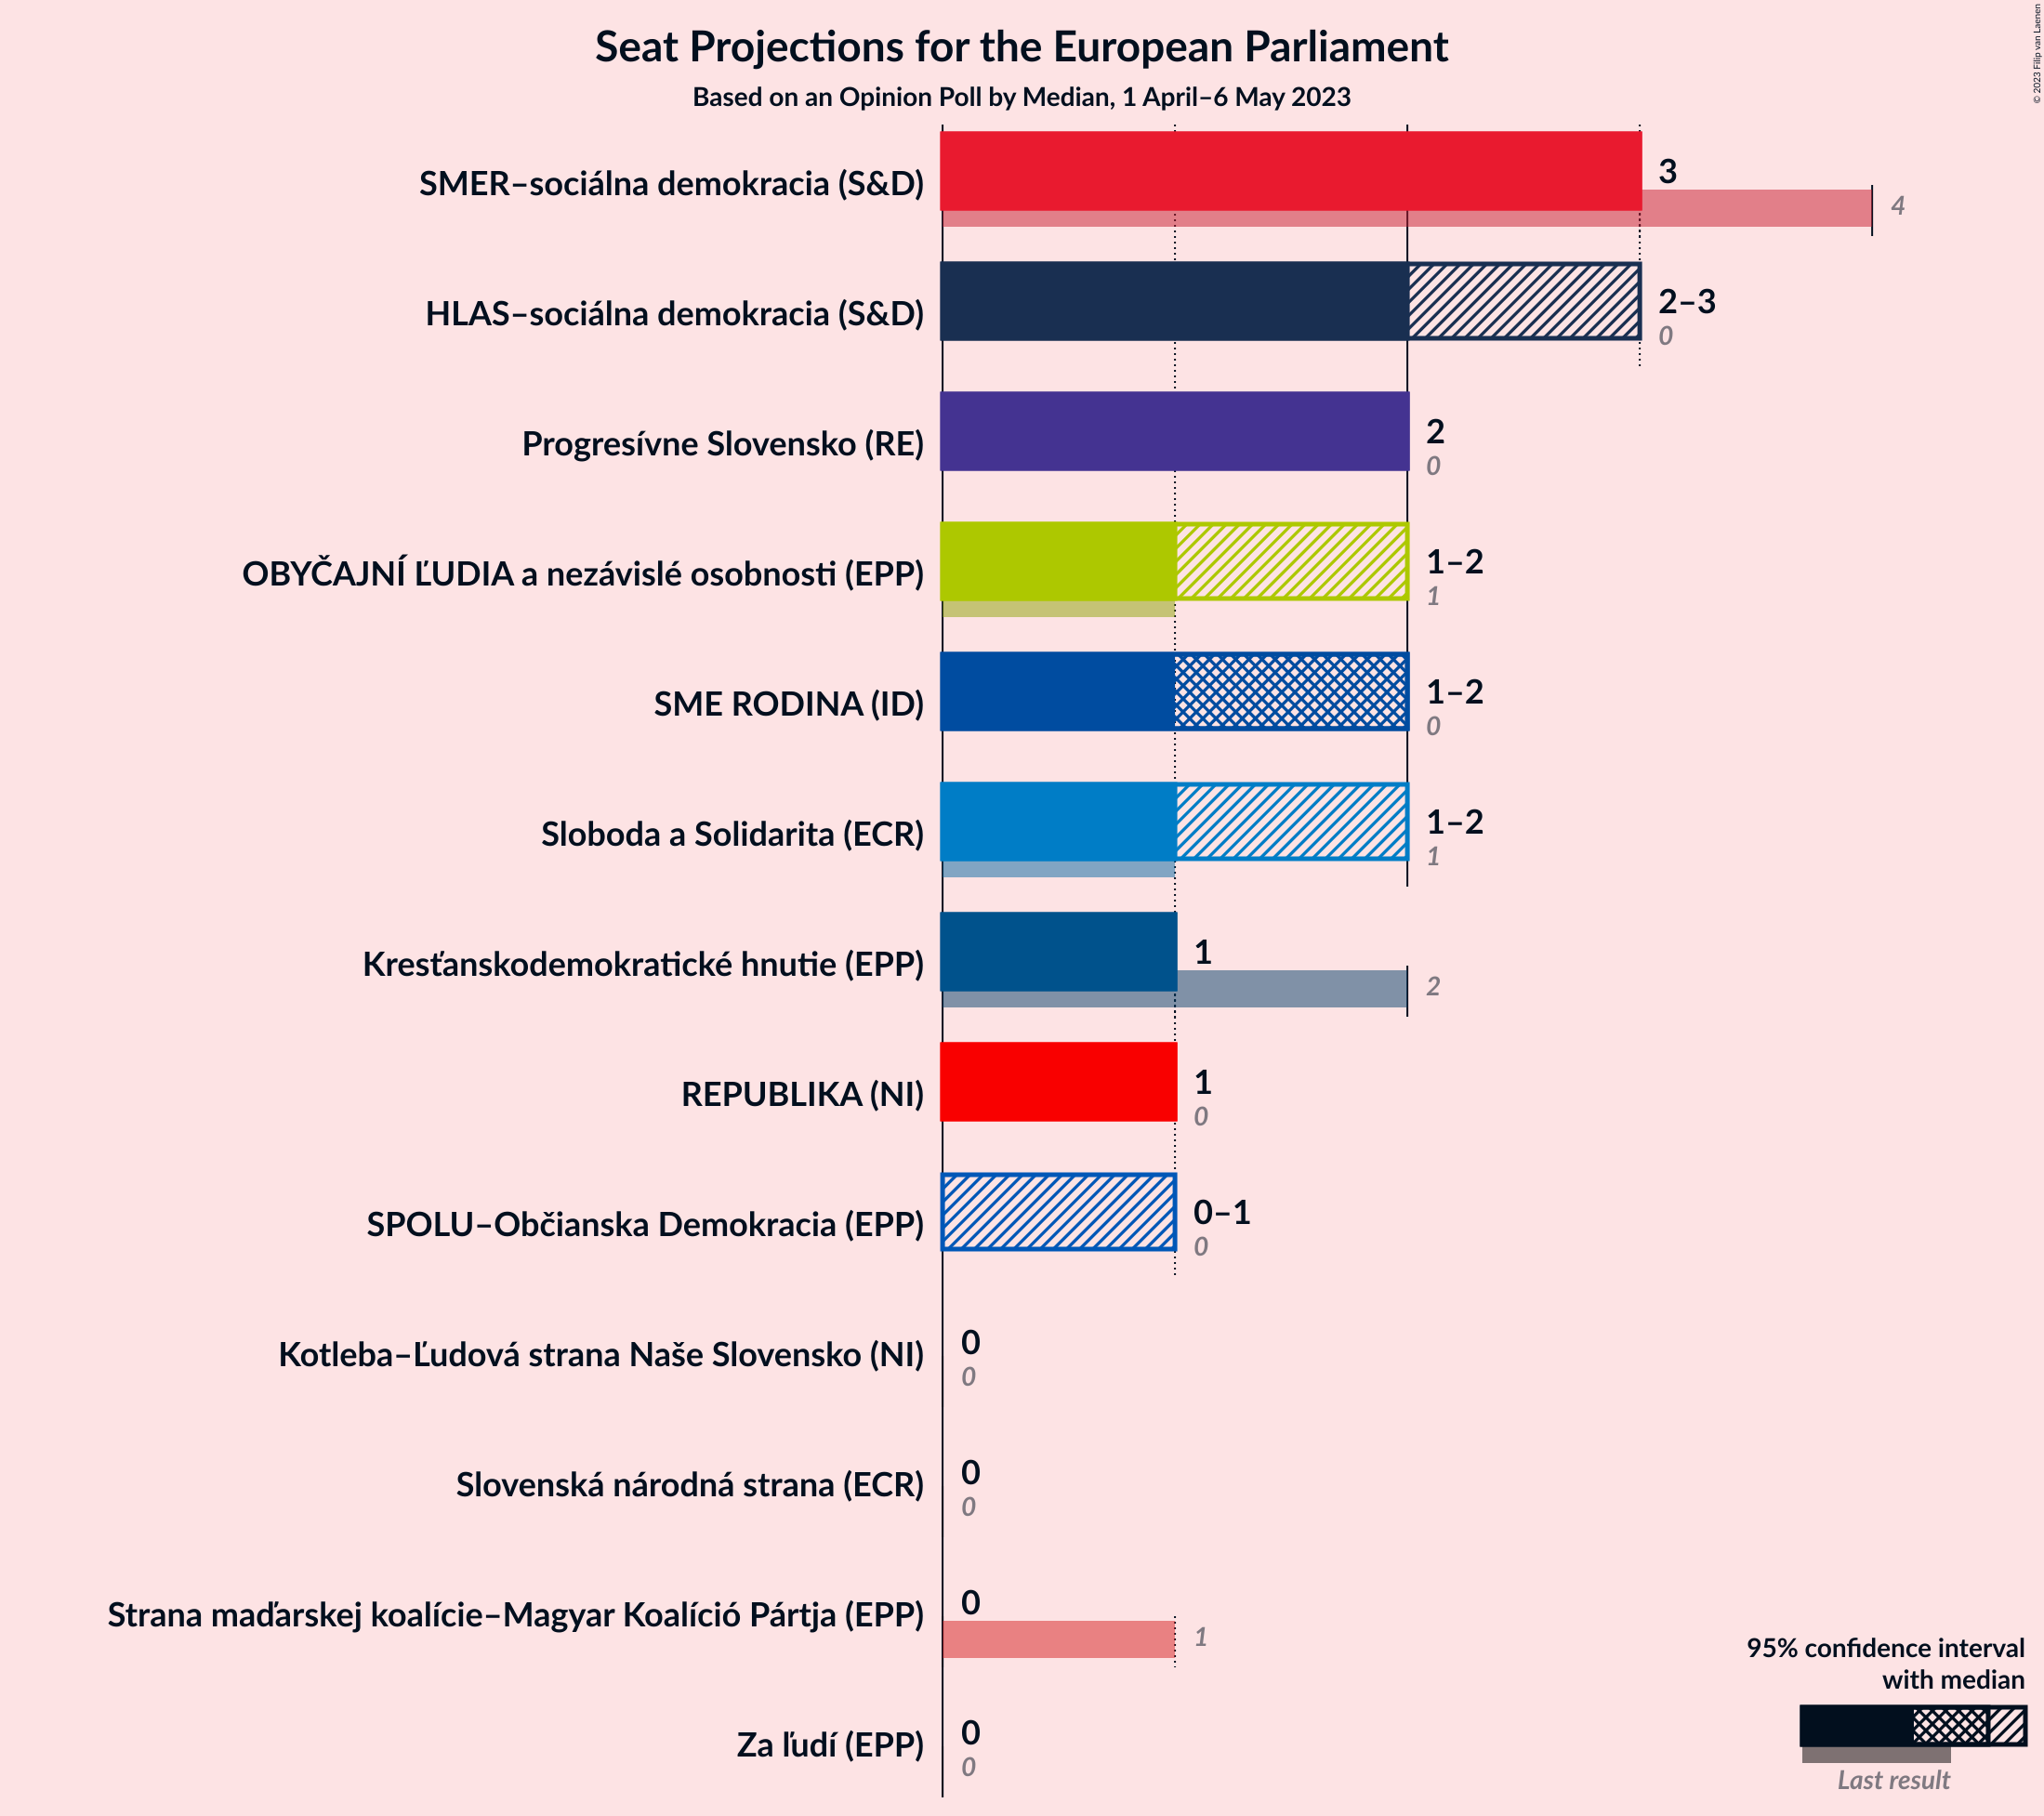 Seat Projections for the European Parliament
Based on an Opinion Poll by Median, 1 April–6 May 2023
© 2023 Filip van Laenen
SMER–sociálna demokracia (S&D)
3
4
HLAS–sociálna demokracia (S&D)
2–3
0
Progresívne Slovensko (RE)
2
0
OBYČAJNÍ ĽUDIA a nezávislé osobnosti (EPP)
1–2
1
SME RODINA (ID)
1–2
0
Sloboda a Solidarita (ECR)
1–2
1
Kresťanskodemokratické hnutie (EPP)
1
2
REPUBLIKA (NI)
1
0
SPOLU–Občianska Demokracia (EPP)
0–1
0
Kotleba–Ľudová strana Naše Slovensko (NI)
0
0
Slovenská národná strana (ECR)
0
0
Strana maďarskej koalície–Magyar Koalíció Pártja (EPP)
0
1
Za ľudí (EPP)
0
0
95% confidence interval
with median
Last result